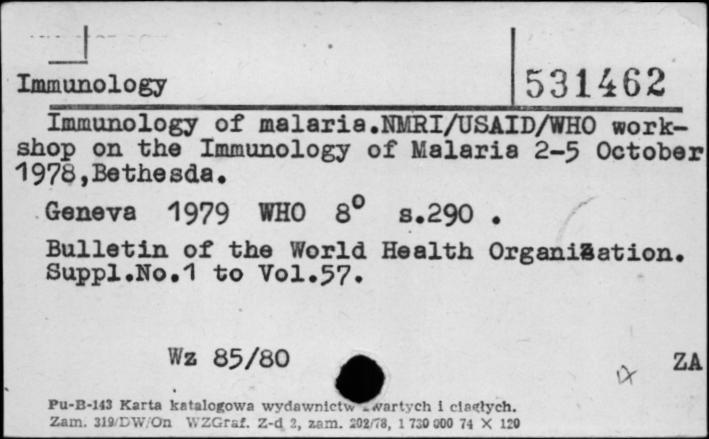 Immunology
531462
Immunology of malaria.NMRI/USAID/WHO work-
shop on the Immunology of Malaria 2-5 October
1978,Bethesda.
Geneva 1979 WHO 8° s.290 .
Bulletin of the World Health Organization.
Suppl.No.1 to Vol.57.
Wz 85/80
ZA
Pu-B-143 Karta katalogowa wydawnictw zwartych i ciągłych.
Zam. 319/DW/On WZGraf. Z-d 2, zam. 202/78, 1 730 000 74 X 120